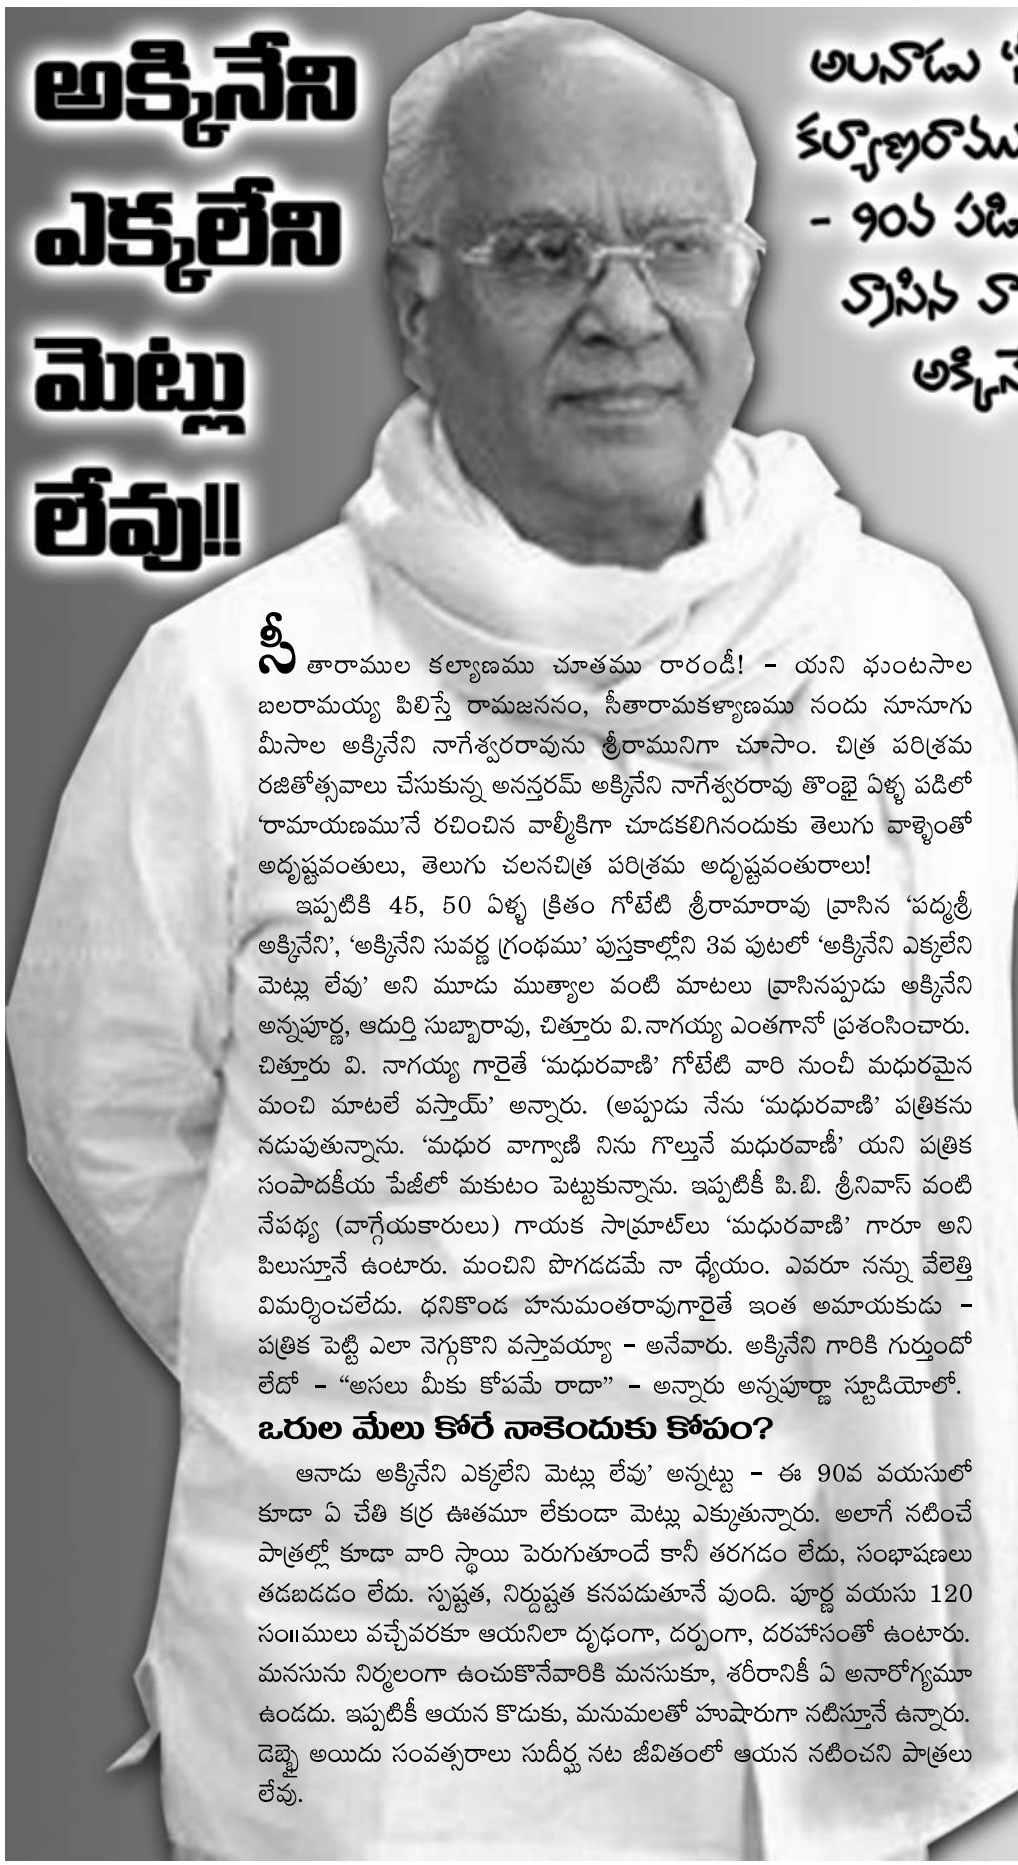 అక్కినేని
ఎక్కలేని
మెట్లు
లేవు!!
అలనాడు
కల్యాణరాము
- 90వ పడి
వ్రాసిన వా
అక్కినే
సీతారాముల కల్యాణము చూతము రారండీ! - యని ఘంటసాల
బలరామయ్య పిలిస్తే రామజననం, సీతారామకళ్యాణము నందు నూనూగు
మీసాల అక్కినేని నాగేశ్వరరావును శ్రీరామునిగా చూసాం. చిత్ర పరిశ్రమ
రజితోత్సవాలు చేసుకున్న అనన్తరమ్ అక్కినేని నాగేశ్వరరావు తొంభై ఏళ్ళ పడిలో
‘రామాయణము’నే రచించిన వాల్మీకిగా చూడకలిగినందుకు తెలుగు వాళ్ళెంతో
అదృష్టవంతులు, తెలుగు చలనచిత్ర పరిశ్రమ అదృష్టవంతురాలు!
ఇప్పటికి 45, 50 ఏళ్ళ క్రితం గోటేటి శ్రీరామారావు వ్రాసిన ‘పద్మశ్రీ
అక్కినేని’, ‘అక్కినేని సువర్ణ గ్రంథము’ పుస్తకాల్లోని 3వ పుటలో ‘అక్కినేని ఎక్కలేని
మెట్లు లేవు’ అని మూడు ముత్యాల వంటి మాటలు వ్రాసినప్పుడు అక్కినేని
అన్నపూర్ణ, ఆదుర్తి సుబ్బారావు, చిత్తూరు వి.నాగయ్య ఎంతగానో ప్రశంసించారు.
చిత్తూరు వి. నాగయ్య గారైతే ‘మధురవాణి’ గోటేటి వారి నుంచీ మధురమైన
మంచి మాటలే వస్తాయ్’ అన్నారు. (అప్పుడు నేను ‘మధురవాణి’ పత్రికను
నడుపుతున్నాను. ‘మధుర వాగ్వాణి నిను గొల్తునే మధురవాణీ’ యని పత్రిక
సంపాదకీయ పేజీలో మకుటం పెట్టుకున్నాను. ఇప్పటికీ పి.బి. శ్రీనివాస్ వంటి
నేపథ్య (వాగ్గేయకారులు) గాయక సామ్రాట్‌లు ‘మధురవాణి’ గారూ అని
పిలుస్తూనే ఉంటారు. మంచిని పొగడడమే నా ధ్యేయం. ఎవరూ నన్ను వేలెత్తి
విమర్శించలేదు. ధనికొండ హనుమంతరావుగారైతే ఇంత అమాయకుడు -
పత్రిక పెట్టి ఎలా నెగ్గుకొని వస్తావయ్యా - అనేవారు. అక్కినేని గారికి గుర్తుందో
లేదో - “అసలు మీకు కోపమే రాదా” - అన్నారు అన్నపూర్ణా స్టూడియోలో.
ఒరుల మేలు కోరే నాకెందుకు కోపం?
ఆనాడు అక్కినేని ఎక్కలేని మెట్లు లేవు’ అన్నట్టు - ఈ 90వ వయసులో
కూడా ఏ చేతి కర్ర ఊతమూ లేకుండా మెట్లు ఎక్కుతున్నారు. అలాగే నటించే
పాత్రల్లో కూడా వారి స్థాయి పెరుగుతూందే కానీ తరగడం లేదు, సంభాషణలు
తడబడడం లేదు. స్పష్టత, నిర్దుష్టత కనపడుతూనే వుంది. పూర్ణ వయసు 120
సం॥ములు వచ్చేవరకూ ఆయనిలా దృఢంగా, దర్పంగా, దరహాసంతో ఉంటారు.
మనసును నిర్మలంగా ఉంచుకొనేవారికి మనసుకూ, శరీరానికీ ఏ అనారోగ్యమూ
ఉండదు. ఇప్పటికీ ఆయన కొడుకు, మనుమలతో హుషారుగా నటిస్తూనే ఉన్నారు.
డెబ్భై అయిదు సంవత్సరాలు సుదీర్ఘ నట జీవితంలో ఆయన నటించని పాత్రలు
లేవు.